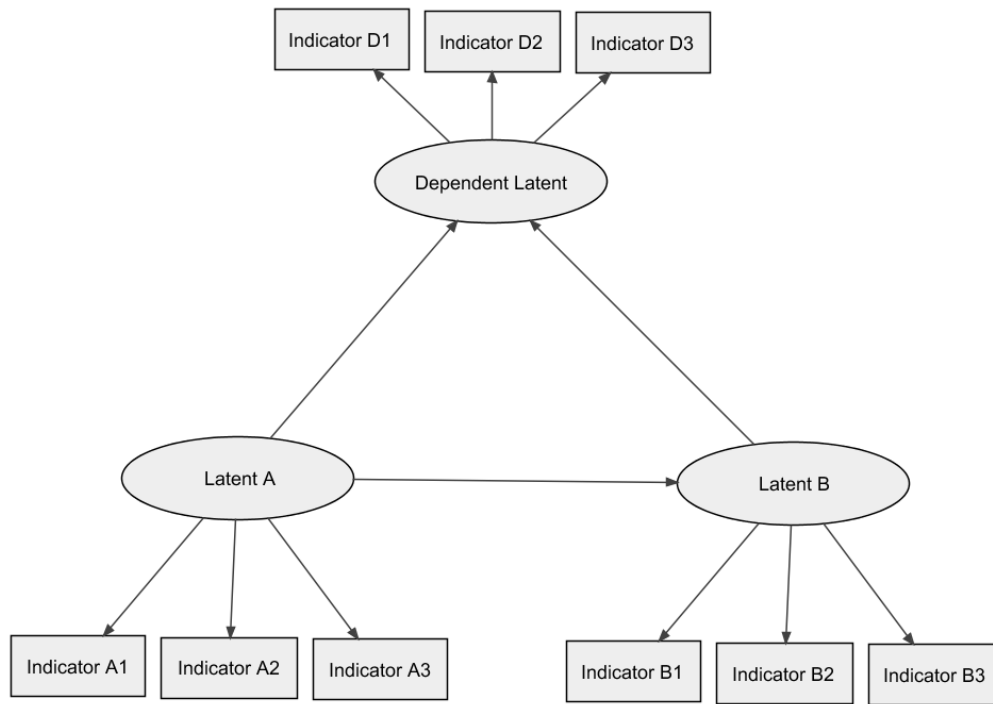 Indicator D1
Indicator D2
Indicator D3
Dependent Latent
Latent A
Latent B
Indicator A1
Indicator A2
Indicator A3
Indicator B1
Indicator B2
Indicator B3